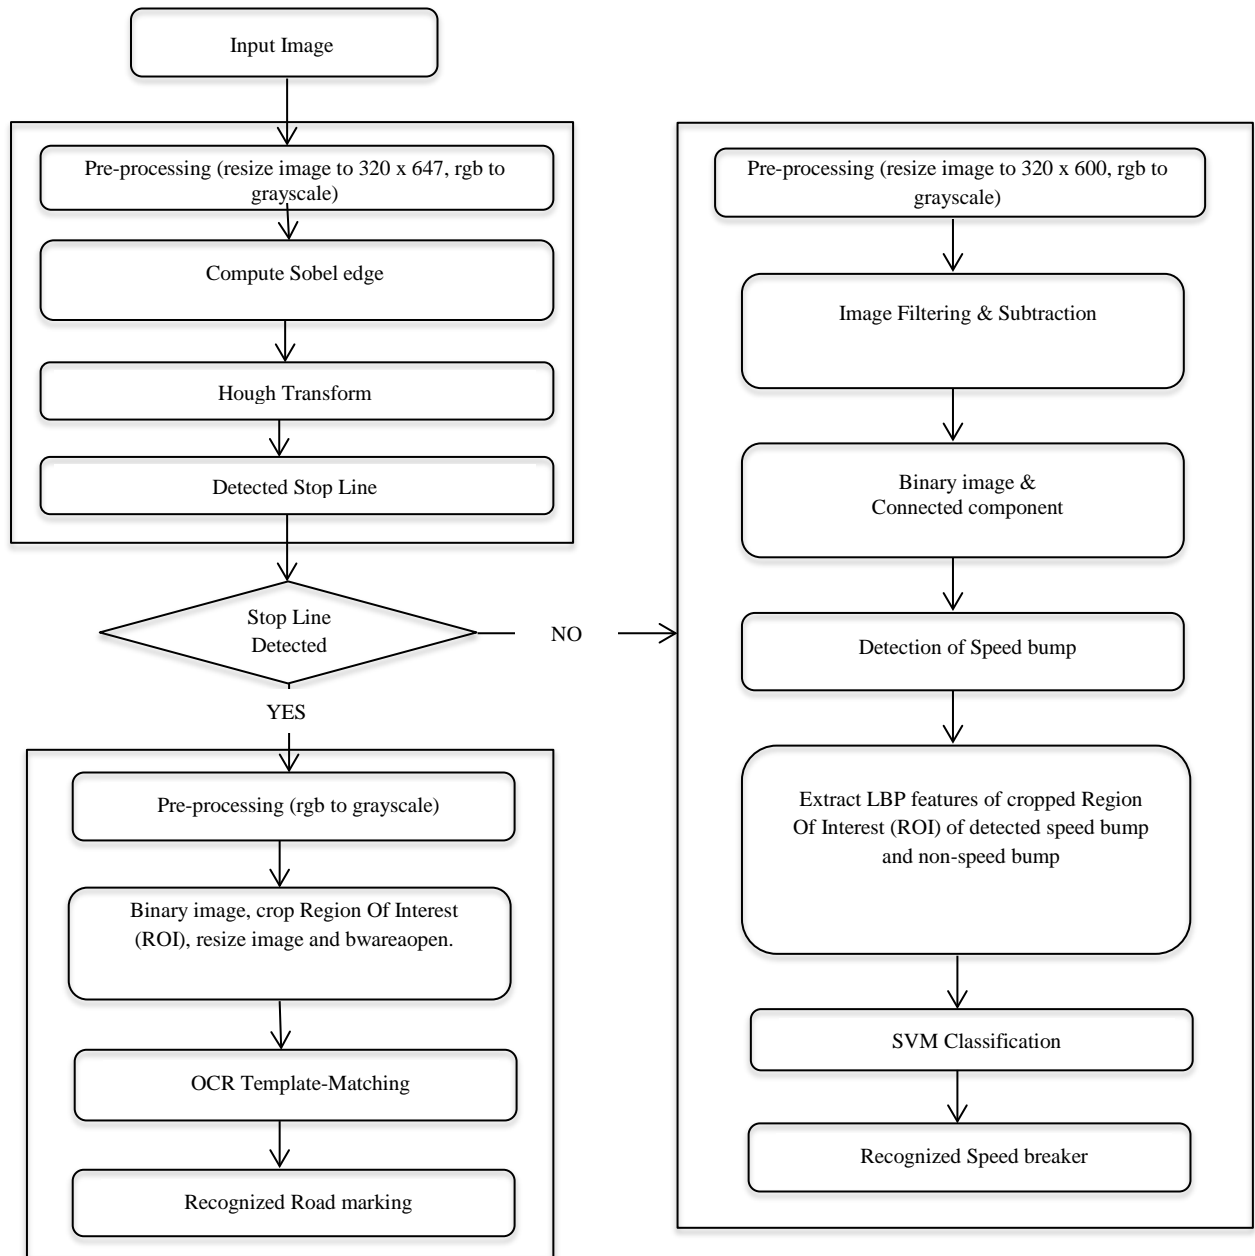 Input Image
Pre-processing (resize image to 320 x 647, rgb to
grayscale)
Compute Sobel edge
Hough Transform
Detected Stop Line
Stop Line
Detected
NO
YES
Pre-processing (rgb to grayscale)
Binary image, crop Region Of Interest
(ROI), resize image and bwareaopen.
OCR Template-Matching
Recognized Road marking
Pre-processing (resize image to 320 x 600, rgb to
grayscale)
Image Filtering & Subtraction
Binary image &
Connected component
Detection of Speed bump
Extract LBP features of cropped Region
Of Interest (ROI) of detected speed bump
and non-speed bump
SVM Classification
Recognized Speed breaker